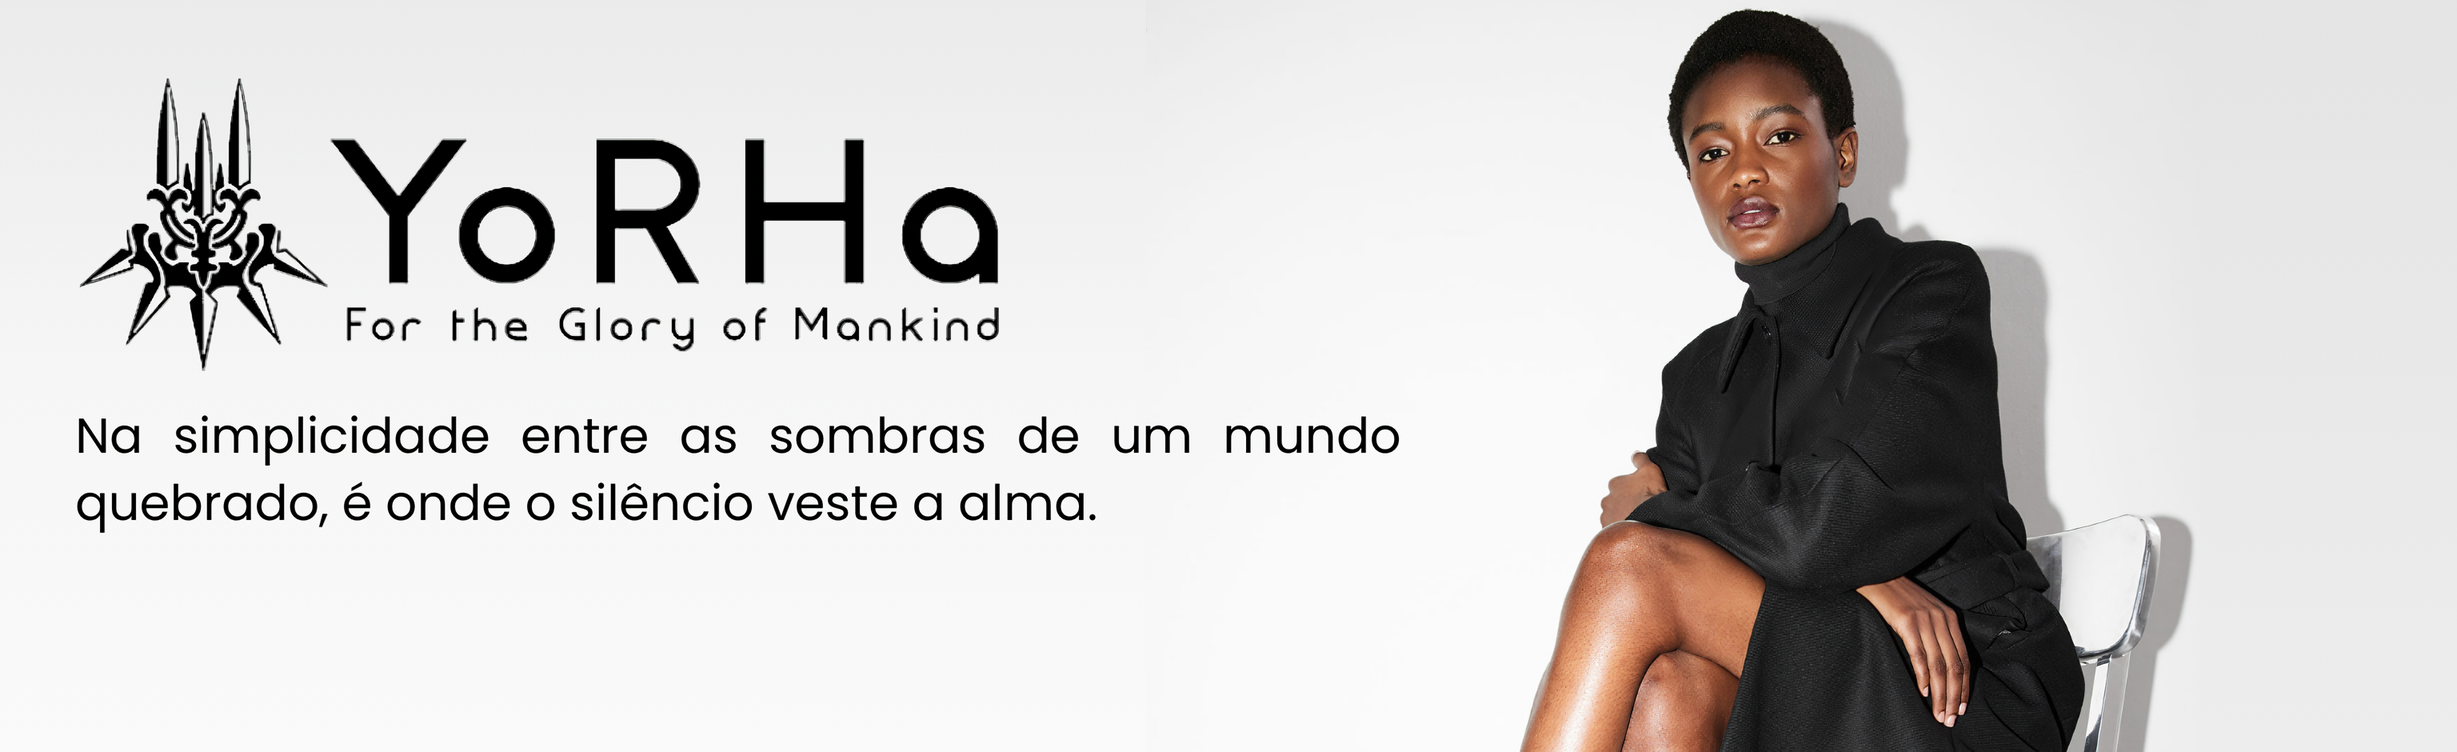 YoRHa
For the Glory of Mankind
Na simplicidade entre as sombras de um mundo
quebrado, é onde o silêncio veste a alma.